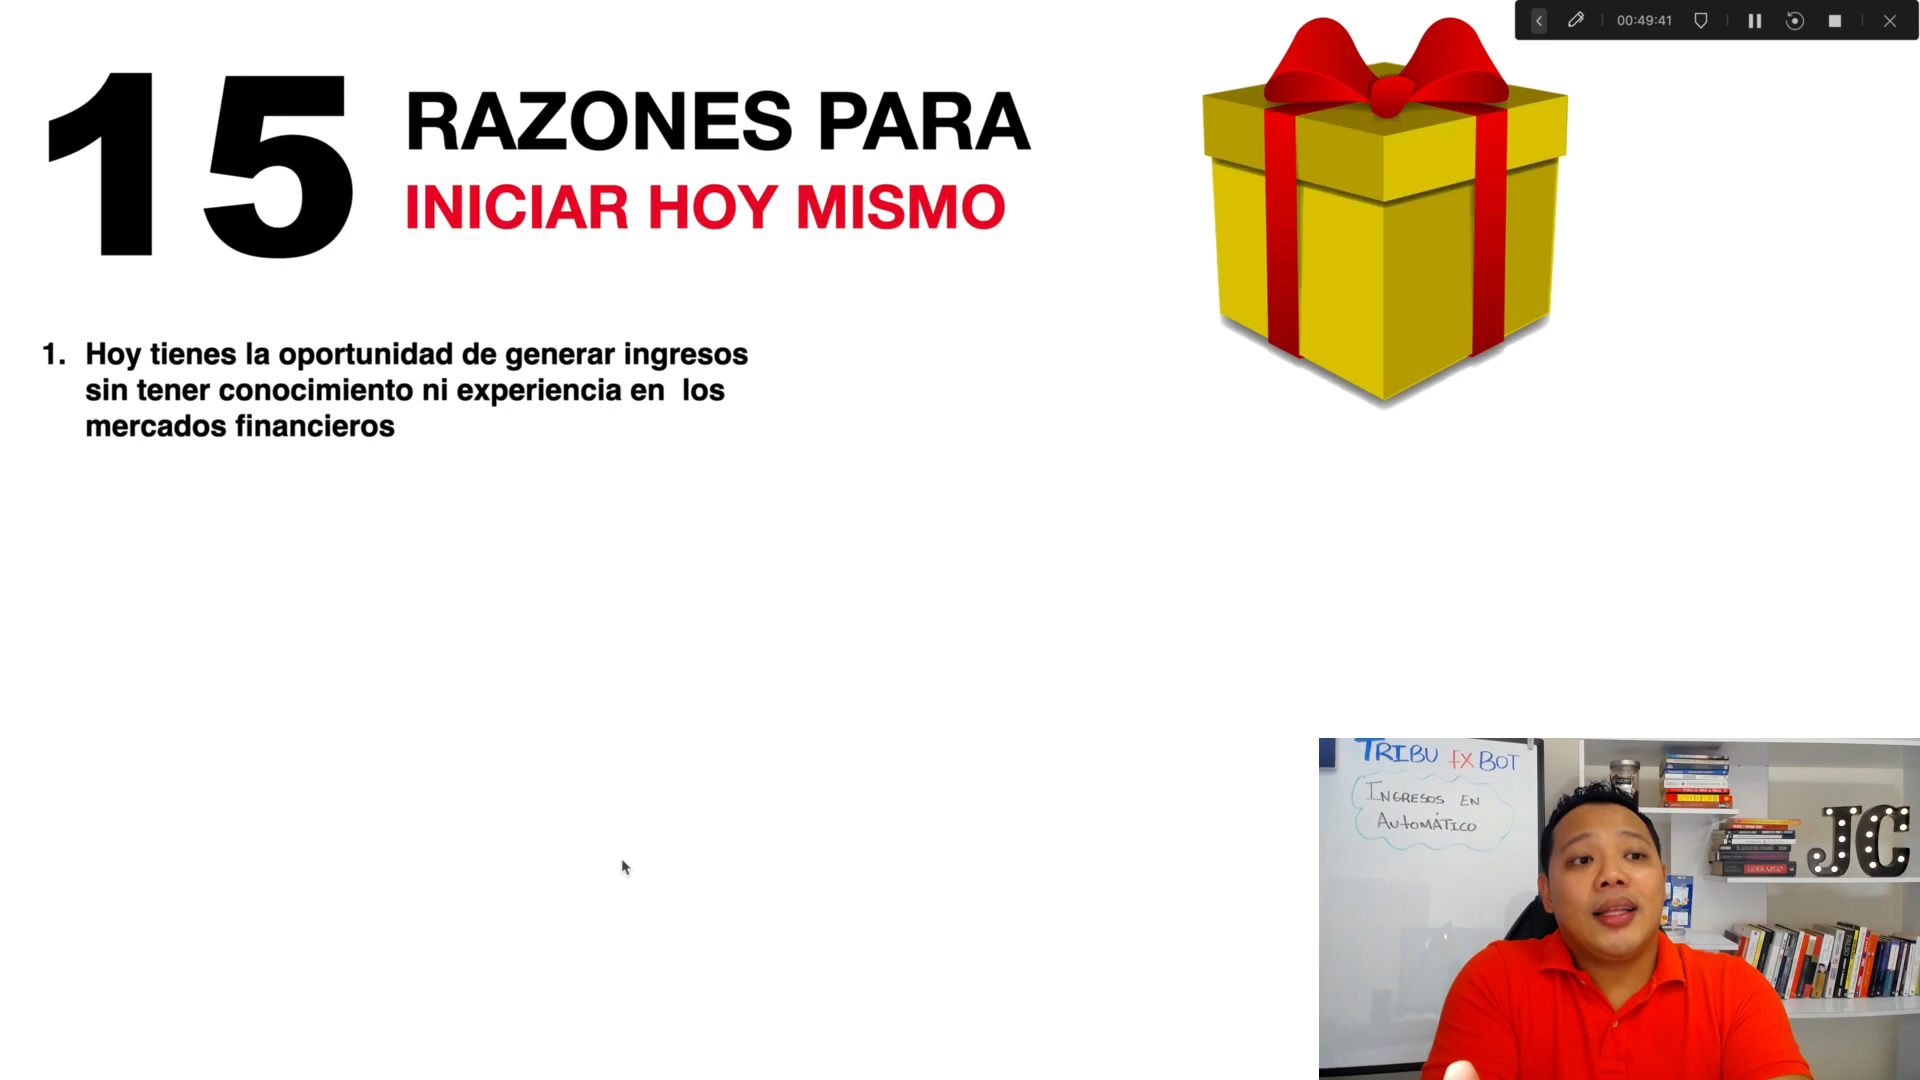 00:49:41
15
RAZONES PARA
INICIAR HOY MISMO
1. Hoy tienes la oportunidad de generar ingresos
sin tener conocimiento ni experiencia en los
mercados financieros
TRIBU FX BOT
INGRESOS EN
AUTOMÁTICO
JC
LIDERAZGO